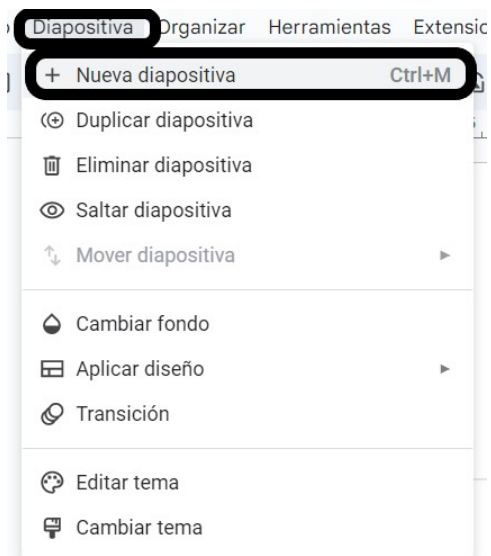 Diapositiva Organizar Herramientas
Nueva diapositiva Ctrl+M
Duplicar diapositiva
Eliminar diapositiva
Saltar diapositiva
Mover diapositiva
Cambiar fondo
Aplicar diseño
Transición
Editar tema
Cambiar tema